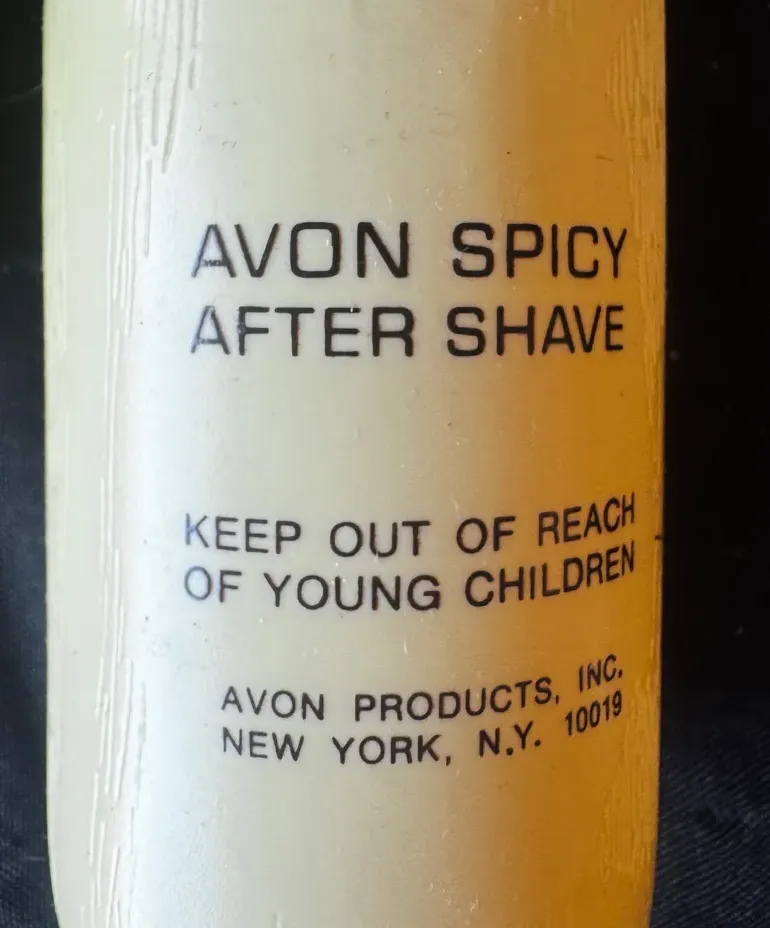 AVON SPICY
AFTER SHAVE
KEEP OUT OF REACH
OF YOUNG CHILDREN
AVON PRODUCTS, INC.
NEW YORK, N.Y. 10019